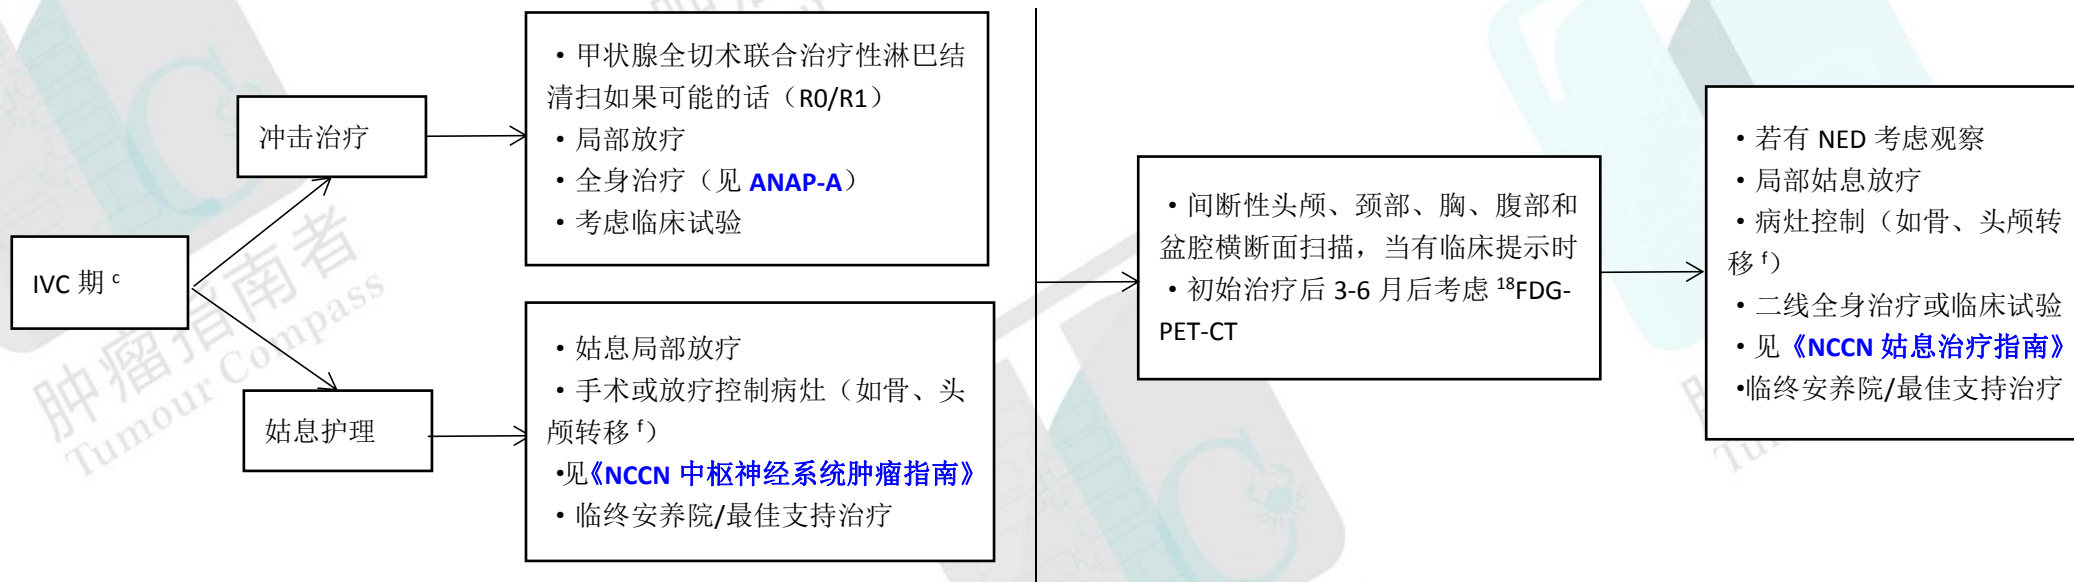 冲击治疗
IVC 期 c
姑息护理
·甲状腺全切术联合治疗性淋巴结
清扫如果可能的话（R0/R1）
·局部放疗
·全身治疗（见 ANAP-A）
·考虑临床试验
·姑息局部放疗
·手术或放疗控制病灶（如骨、头
颅转移 f）
·见《NCCN 中枢神经系统肿瘤指南》
·临终安养院/最佳支持治疗
·间断性头颅、颈部、胸、腹部和
盆腔横断面扫描，当有临床提示时
·初始治疗后 3-6 月后考虑 18FDG-
PET-CT
·若有 NED 考虑观察
·局部姑息放疗
·病灶控制（如骨、头颅转
移 f）
·二线全身治疗或临床试验
·见《NCCN 姑息治疗指南》
·临终安养院/最佳支持治疗
肿瘤指南者
Tumour Compass